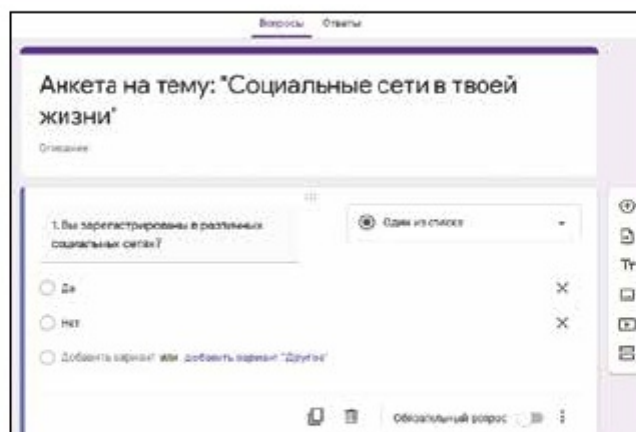 Вопросы Ответы
Анкета на тему: "Социальные сети в твоей
жизни"
Описание
1. Вы зарегистрированы в различных
социальных сетях?
Один из списка
Да
Нет
Добавить вариант или добавить вариант "Другое"
Обязательный вопрос
Тт